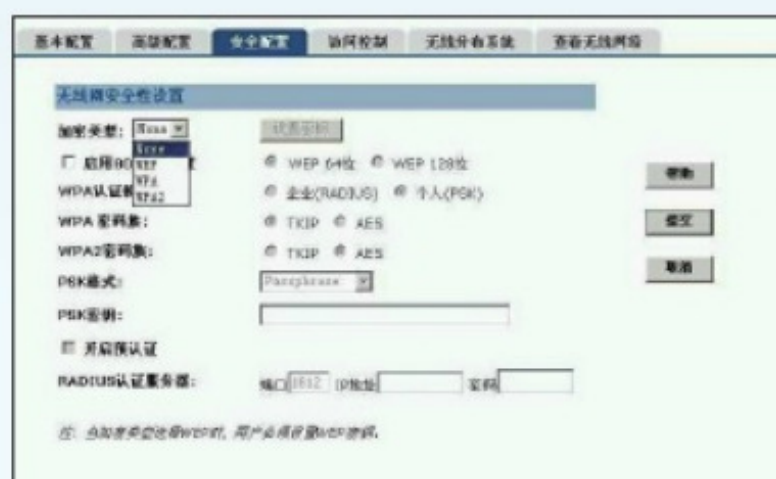 基本配置 高级配置 安全配置 访问控制 无线分布系统 查看无线网络
无线网安全性设置
加密类型: None 设置密钥
None
WEP
WPA
WPA2
启用80
WEP 64位 WEP 128位
帮助
WPA认证
企业(RADIUS) 个人(PSK)
WPA 密码集: TKIP AES
提交
WPA2密码集: TKIP AES
取消
PSK格式: Passphrase
PSK密钥:
开启预认证
RADIUS认证服务器: 端口 1812 IP地址 密码
注: 当加密类型选择WEP时, 用户必须设置WEP密钥。